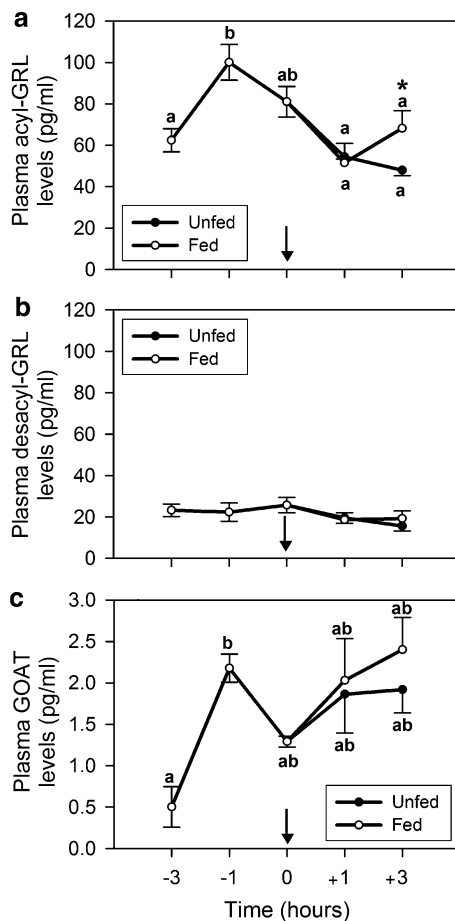 a
Plasma acyl-GRL
levels (pg/ml)
120
100
80
60
40
20
0
a
b
ab
a
a
*
a
a
Unfed
Fed
b
Plasma desacyl-GRL
levels (pg/ml)
120
100
80
60
40
20
0
Unfed
Fed
c
Plasma GOAT
levels (pg/ml)
3.0
2.5
2.0
1.5
1.0
0.5
0.0
a
b
ab
ab
ab
ab
ab
Unfed
Fed
-3 -1 0 +1 +3
Time (hours)